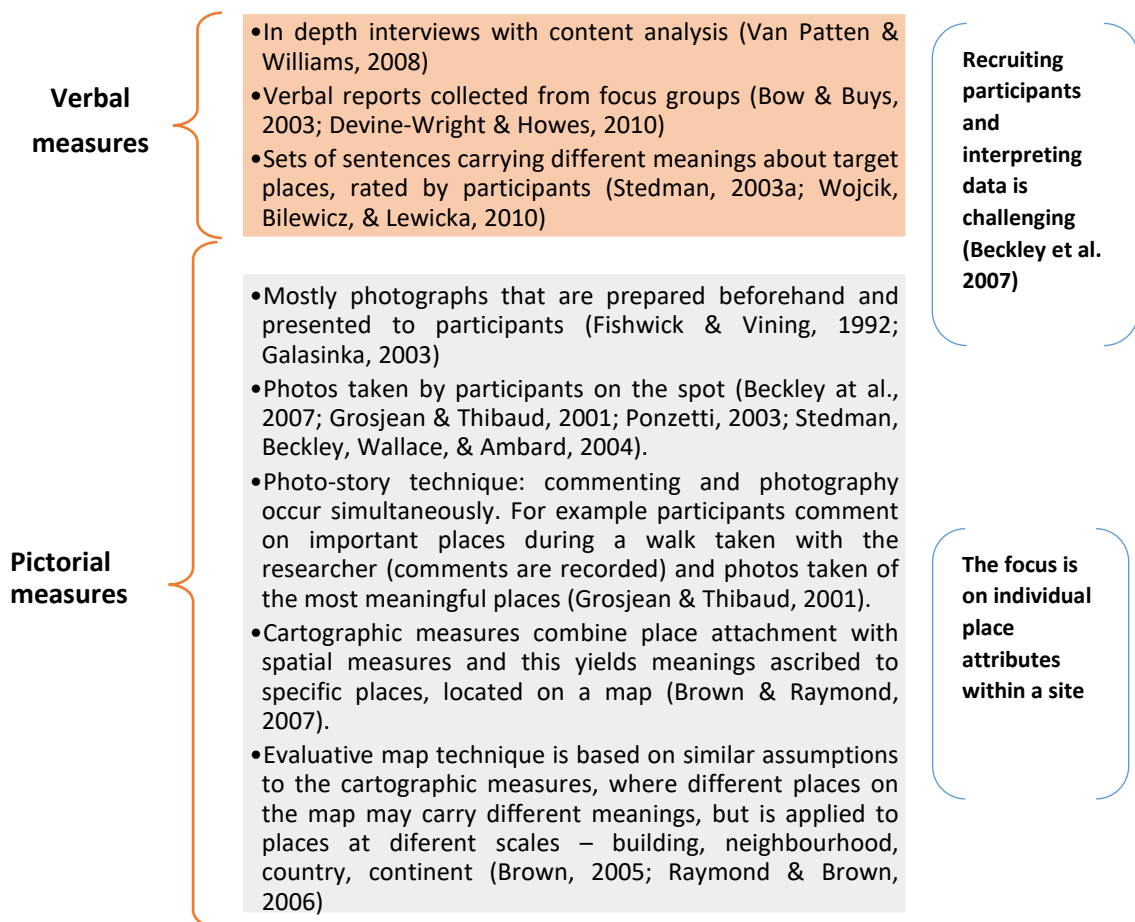 Verbal
measures
•In depth interviews with content analysis (Van Patten &
Williams, 2008)
•Verbal reports collected from focus groups (Bow & Buys,
2003; Devine-Wright & Howes, 2010)
•Sets of sentences carrying different meanings about target
places, rated by participants (Stedman, 2003a; Wojcik,
Bilewicz, & Lewicka, 2010)
Recruiting
participants
and
interpreting
data is
challenging
(Beckley et al.
2007)
Pictorial
measures
•Mostly photographs that are prepared beforehand and
presented to participants (Fishwick & Vining, 1992;
Galasinka, 2003)
•Photos taken by participants on the spot (Beckley at al.,
2007; Grosjean & Thibaud, 2001; Ponzetti, 2003; Stedman,
Beckley, Wallace, & Ambard, 2004).
•Photo-story technique: commenting and photography
occur simultaneously. For example participants comment
on important places during a walk taken with the
researcher (comments are recorded) and photos taken of
the most meaningful places (Grosjean & Thibaud, 2001).
•Cartographic measures combine place attachment with
spatial measures and this yields meanings ascribed to
specific places, located on a map (Brown & Raymond,
2007).
•Evaluative map technique is based on similar assumptions
to the cartographic measures, where different places on
the map may carry different meanings, but is applied to
places at diferent scales – building, neighbourhood,
country, continent (Brown, 2005; Raymond & Brown,
2006)
The focus is
on individual
place
attributes
within a site